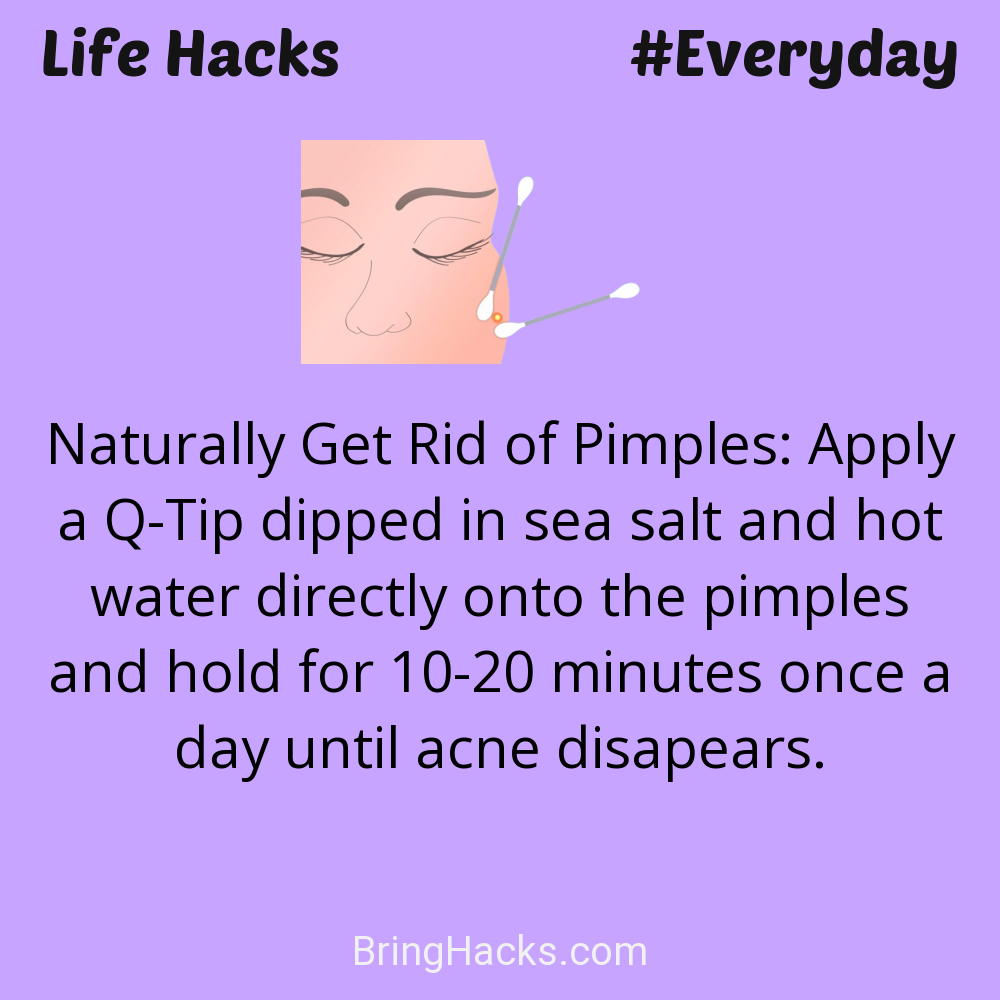 Life Hacks #Everyday
Naturally Get Rid of Pimples: Apply
a Q-Tip dipped in sea salt and hot
water directly onto the pimples
and hold for 10-20 minutes once a
day until acne disapears.
BringHacks.com